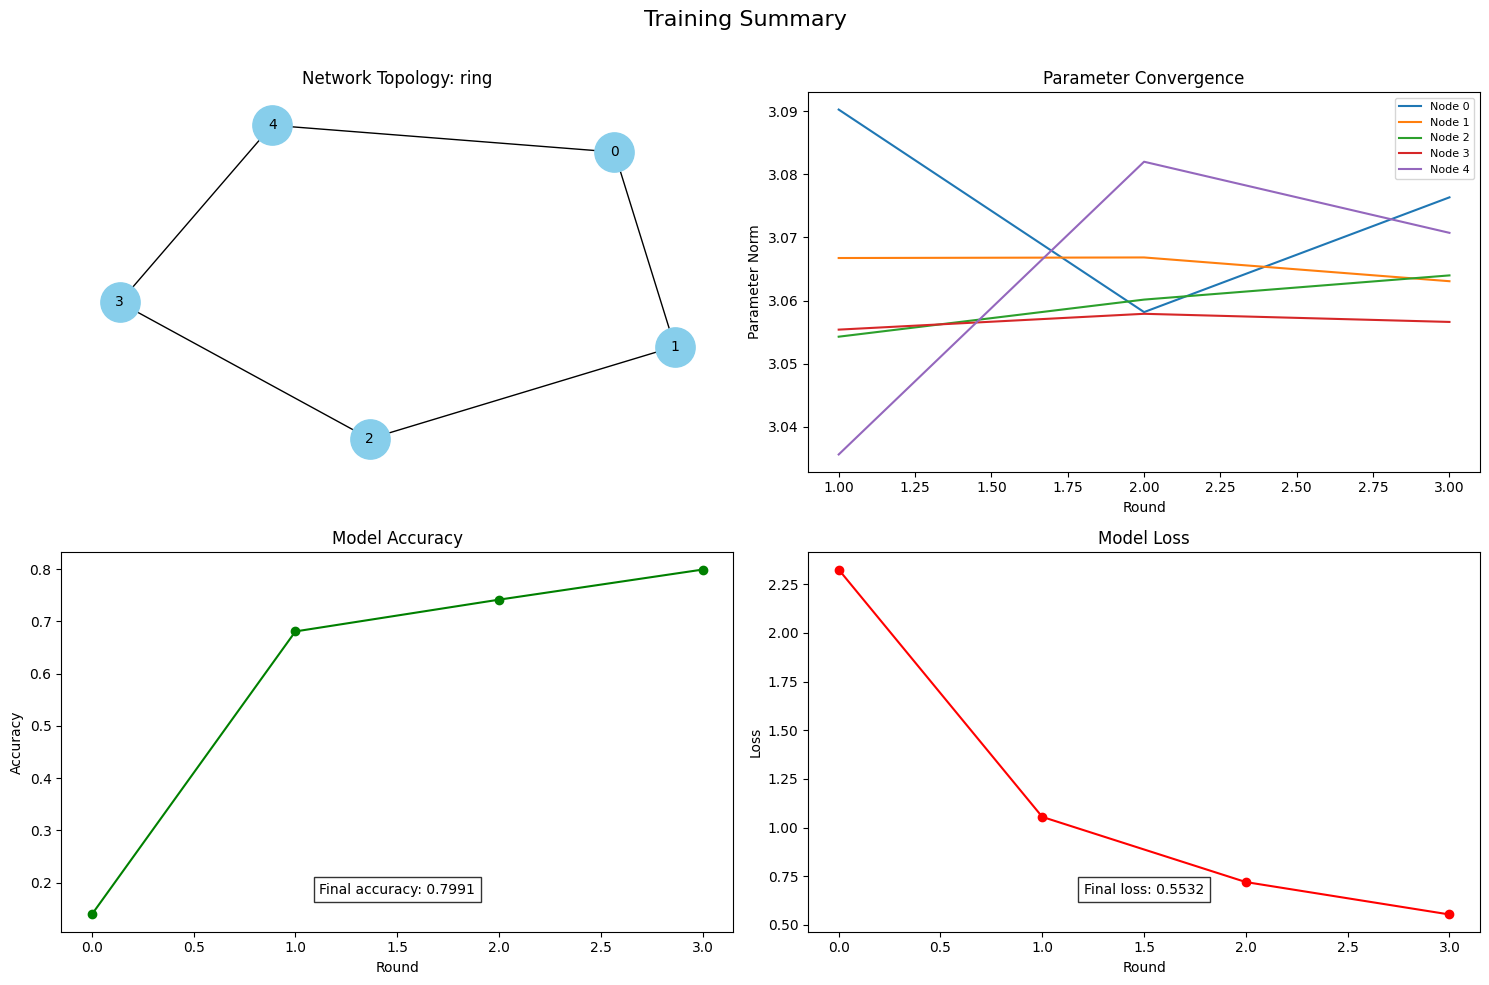 Training Summary
Network Topology: ring
4
0
3
1
2
Parameter Convergence
Node 0
Node 1
Node 2
Node 3
Node 4
Parameter Norm
3.09
3.08
3.07
3.06
3.05
3.04
1.00 1.25 1.50 1.75 2.00 2.25 2.50 2.75 3.00
Round
Model Accuracy
Accuracy
0.8
0.7
0.6
0.5
0.4
0.3
0.2
Final accuracy: 0.7991
0.0 0.5 1.0 1.5 2.0 2.5 3.0
Round
Model Loss
Loss
2.25
2.00
1.75
1.50
1.25
1.00
0.75
0.50
Final loss: 0.5532
0.0 0.5 1.0 1.5 2.0 2.5 3.0
Round